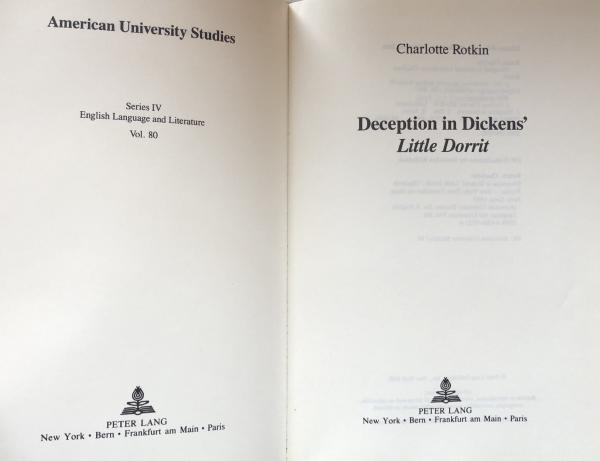 American University Studies
Series IV
English Language and Literature
Vol. 80
PETER LANG
New York • Bern • Frankfurt am Main • Paris
Charlotte Rotkin
Deception in Dickens'
Little Dorrit
PETER LANG
New York • Bern • Frankfurt am Main • Paris